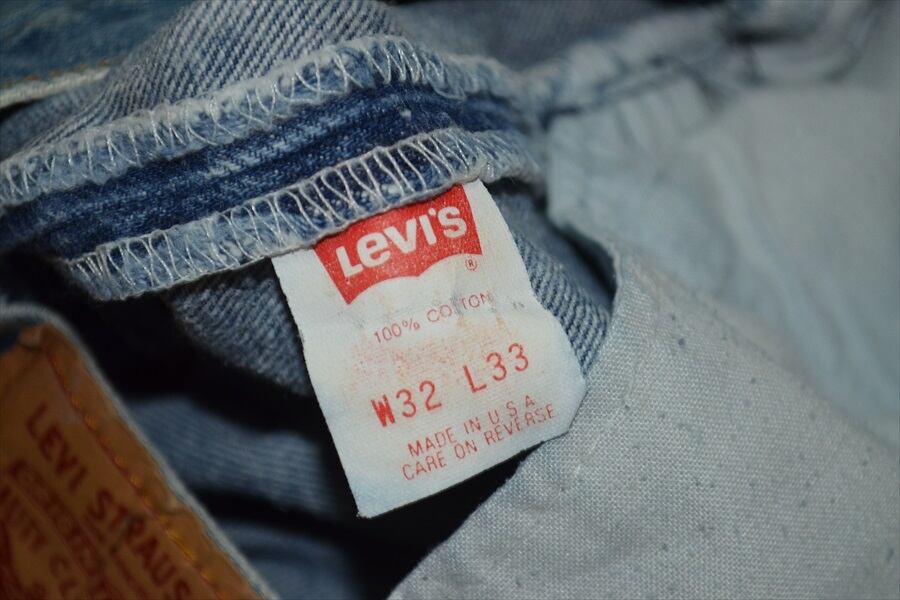 Levi's
®
100% COTTON
W32 L33
MADE IN U S A
CARE ON REVERSE
LEVI STRAUSS